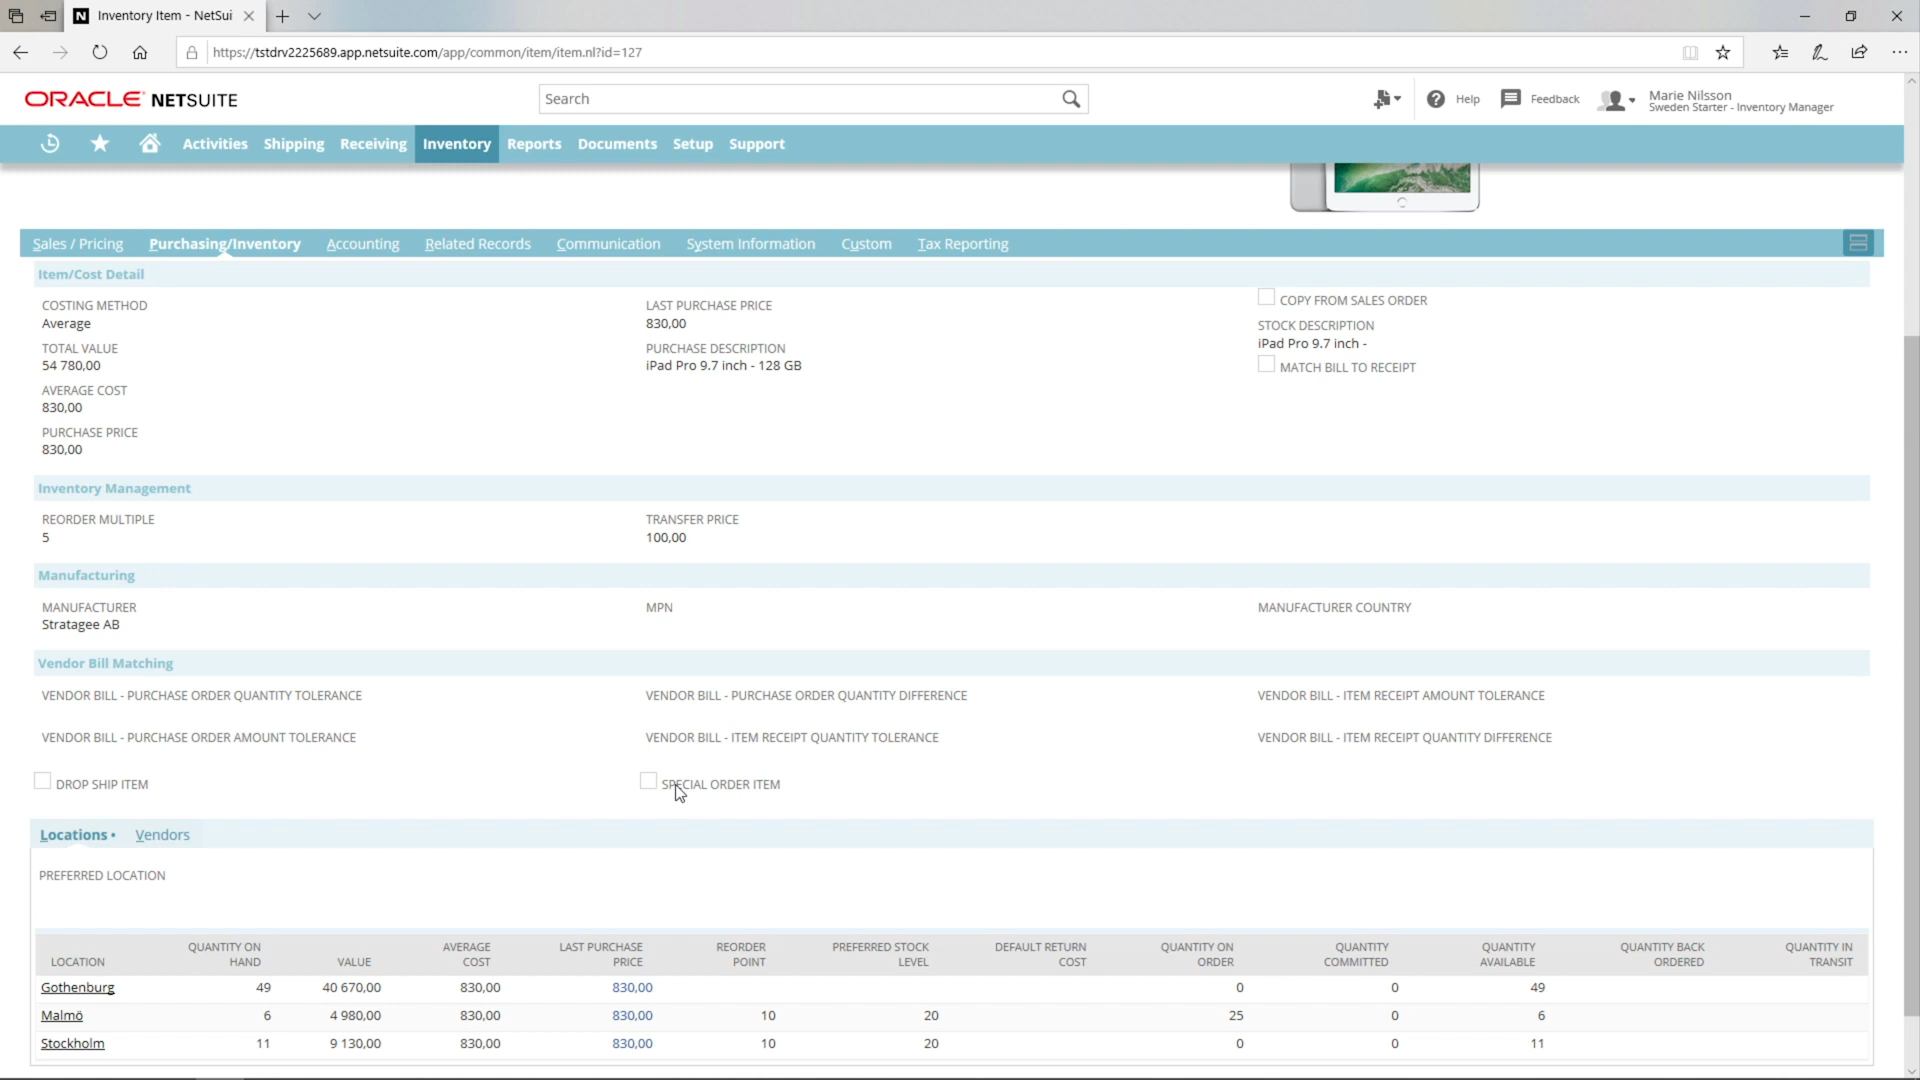 Inventory Item - NetSui
https://tstdrv2225689.app.netsuite.com/app/common/item/item.nl?id=127
ORACLE NETSUITE
Search
Help
Feedback
Marie Nilsson
Sweden Starter - Inventory Manager
Activities Shipping Receiving Inventory Reports Documents Setup Support
Sales / Pricing Purchasing/Inventory Accounting Related Records Communication System Information Custom Tax Reporting
Item/Cost Detail
COSTING METHOD
Average
TOTAL VALUE
54 780,00
AVERAGE COST
830,00
PURCHASE PRICE
830,00
LAST PURCHASE PRICE
830,00
PURCHASE DESCRIPTION
iPad Pro 9.7 inch - 128 GB
COPY FROM SALES ORDER
STOCK DESCRIPTION
iPad Pro 9.7 inch -
MATCH BILL TO RECEIPT
Inventory Management
REORDER MULTIPLE
5
TRANSFER PRICE
100,00
Manufacturing
MANUFACTURER
Stratagee AB
MPN
MANUFACTURER COUNTRY
Vendor Bill Matching
VENDOR BILL - PURCHASE ORDER QUANTITY TOLERANCE
VENDOR BILL - PURCHASE ORDER QUANTITY DIFFERENCE
VENDOR BILL - ITEM RECEIPT AMOUNT TOLERANCE
VENDOR BILL - PURCHASE ORDER AMOUNT TOLERANCE
VENDOR BILL - ITEM RECEIPT QUANTITY TOLERANCE
VENDOR BILL - ITEM RECEIPT QUANTITY DIFFERENCE
DROP SHIP ITEM
SPECIAL ORDER ITEM
Locations • Vendors
PREFERRED LOCATION
LOCATION
QUANTITY ON
HAND
VALUE
AVERAGE
COST
LAST PURCHASE
PRICE
REORDER
POINT
PREFERRED STOCK
LEVEL
DEFAULT RETURN
COST
QUANTITY ON
ORDER
QUANTITY
COMMITTED
QUANTITY
AVAILABLE
QUANTITY BACK
ORDERED
QUANTITY IN
TRANSIT
Gothenburg 49 40 670,00 830,00 830,00 0 0 49
Malmö 6 4 980,00 830,00 830,00 10 20 25 0 6
Stockholm 11 9 130,00 830,00 830,00 10 20 0 0 11